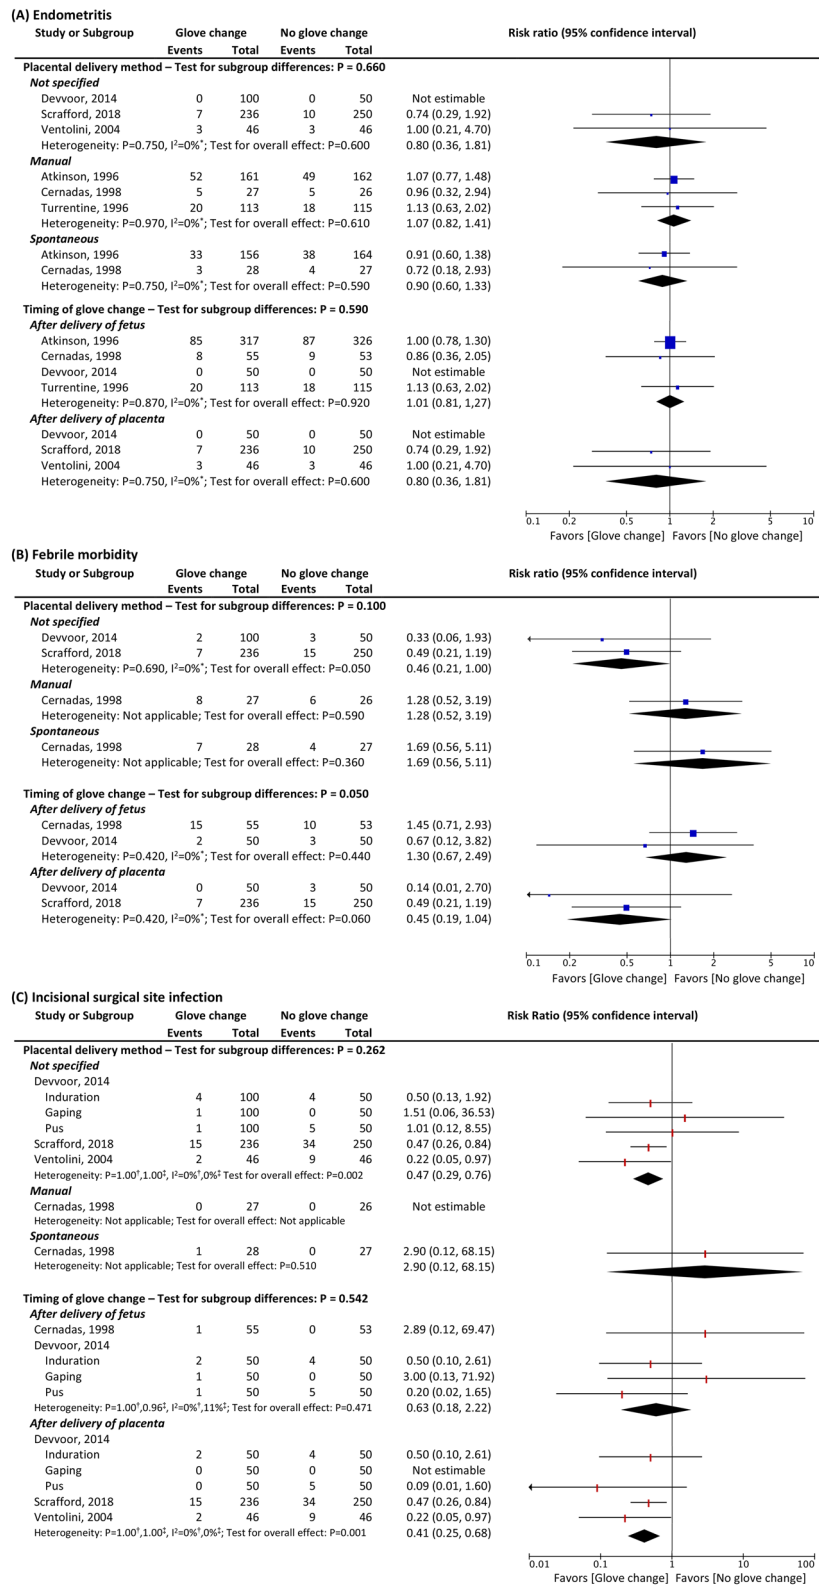 (A) Endometritis
Study or Subgroup Glove change No glove change Risk ratio (95% confidence interval)
Events Total Events Total
Placental delivery method – Test for subgroup differences: P = 0.660
Not specified
Devvoor, 2014 0 100 0 50 Not estimable
Scrafford, 2018 7 236 10 250 0.74 (0.29, 1.92)
Ventolini, 2004 3 46 3 46 1.00 (0.21, 4.70)
Heterogeneity: P=0.750, I²=0%*; Test for overall effect: P=0.600 0.80 (0.36, 1.81)
Manual
Atkinson, 1996 52 161 49 162 1.07 (0.77, 1.48)
Cernadas, 1998 5 27 5 26 0.96 (0.32, 2.94)
Turrentine, 1996 20 113 18 115 1.13 (0.63, 2.02)
Heterogeneity: P=0.970, I²=0%*; Test for overall effect: P=0.610 1.07 (0.82, 1.41)
Spontaneous
Atkinson, 1996 33 156 38 164 0.91 (0.60, 1.38)
Cernadas, 1998 3 28 4 27 0.72 (0.18, 2.93)
Heterogeneity: P=0.750, I²=0%*; Test for overall effect: P=0.590 0.90 (0.60, 1.33)
Timing of glove change – Test for subgroup differences: P = 0.590
After delivery of fetus
Atkinson, 1996 85 317 87 326 1.00 (0.78, 1.30)
Cernadas, 1998 8 55 9 53 0.86 (0.36, 2.05)
Devvoor, 2014 0 50 0 50 Not estimable
Turrentine, 1996 20 113 18 115 1.13 (0.63, 2.02)
Heterogeneity: P=0.870, I²=0%*; Test for overall effect: P=0.920 1.01 (0.81, 1,27)
After delivery of placenta
Devvoor, 2014 0 50 0 50 Not estimable
Scrafford, 2018 7 236 10 250 0.74 (0.29, 1.92)
Ventolini, 2004 3 46 3 46 1.00 (0.21, 4.70)
Heterogeneity: P=0.750, I²=0%*; Test for overall effect: P=0.600 0.80 (0.36, 1.81)
0.1 0.2 0.5 1 2 5 10
Favors [Glove change] Favors [No glove change]
(B) Febrile morbidity
Study or Subgroup Glove change No glove change Risk ratio (95% confidence interval)
Events Total Events Total
Placental delivery method – Test for subgroup differences: P = 0.100
Not specified
Devvoor, 2014 2 100 3 50 0.33 (0.06, 1.93)
Scrafford, 2018 7 236 15 250 0.49 (0.21, 1.19)
Heterogeneity: P=0.690, I²=0%*; Test for overall effect: P=0.050 0.46 (0.21, 1.00)
Manual
Cernadas, 1998 8 27 6 26 1.28 (0.52, 3.19)
Heterogeneity: Not applicable; Test for overall effect: P=0.590 1.28 (0.52, 3.19)
Spontaneous
Cernadas, 1998 7 28 4 27 1.69 (0.56, 5.11)
Heterogeneity: Not applicable; Test for overall effect: P=0.360 1.69 (0.56, 5.11)
Timing of glove change – Test for subgroup differences: P = 0.050
After delivery of fetus
Cernadas, 1998 15 55 10 53 1.45 (0.71, 2.93)
Devvoor, 2014 2 50 3 50 0.67 (0.12, 3.82)
Heterogeneity: P=0.420, I²=0%*; Test for overall effect: P=0.440 1.30 (0.67, 2.49)
After delivery of placenta
Devvoor, 2014 0 50 3 50 0.14 (0.01, 2.70)
Scrafford, 2018 7 236 15 250 0.49 (0.21, 1.19)
Heterogeneity: P=0.420, I²=0%*; Test for overall effect: P=0.060 0.45 (0.19, 1.04)
0.1 0.2 0.5 1 2 5 10
Favors [Glove change] Favors [No glove change]
(C) Incisional surgical site infection
Study or Subgroup Glove change No glove change Risk Ratio (95% confidence interval)
Events Total Events Total
Placental delivery method – Test for subgroup differences: P = 0.262
Not specified
Devvoor, 2014
Induration 4 100 4 50 0.50 (0.13, 1.92)
Gaping 1 100 0 50 1.51 (0.06, 36.53)
Pus 1 100 5 50 1.01 (0.12, 8.55)
Scrafford, 2018 15 236 34 250 0.47 (0.26, 0.84)
Ventolini, 2004 2 46 9 46 0.22 (0.05, 0.97)
Heterogeneity: P=1.00†,1.00‡, I²=0%†,0%‡ Test for overall effect: P=0.002 0.47 (0.29, 0.76)
Manual
Cernadas, 1998 0 27 0 26 Not estimable
Heterogeneity: Not applicable; Test for overall effect: Not applicable
Spontaneous
Cernadas, 1998 1 28 0 27 2.90 (0.12, 68.15)
Heterogeneity: Not applicable; Test for overall effect: P=0.510 2.90 (0.12, 68.15)
Timing of glove change – Test for subgroup differences: P = 0.542
After delivery of fetus
Cernadas, 1998 1 55 0 53 2.89 (0.12, 69.47)
Devvoor, 2014
Induration 2 50 4 50 0.50 (0.10, 2.61)
Gaping 1 50 0 50 3.00 (0.13, 71.92)
Pus 1 50 5 50 0.20 (0.02, 1.65)
Heterogeneity: P=1.00†,0.96‡, I²=0%†,11%‡; Test for overall effect: P=0.471 0.63 (0.18, 2.22)
After delivery of placenta
Devvoor, 2014
Induration 2 50 4 50 0.50 (0.10, 2.61)
Gaping 0 50 0 50 Not estimable
Pus 0 50 5 50 0.09 (0.01, 1.60)
Scrafford, 2018 15 236 34 250 0.47 (0.26, 0.84)
Ventolini, 2004 2 46 9 46 0.22 (0.05, 0.97)
Heterogeneity: P=1.00†,1.00‡, I²=0%†,0%‡; Test for overall effect: P=0.001 0.41 (0.25, 0.68)
0.01 0.1 1 10 100
Favors [Glove change] Favors [No glove change]